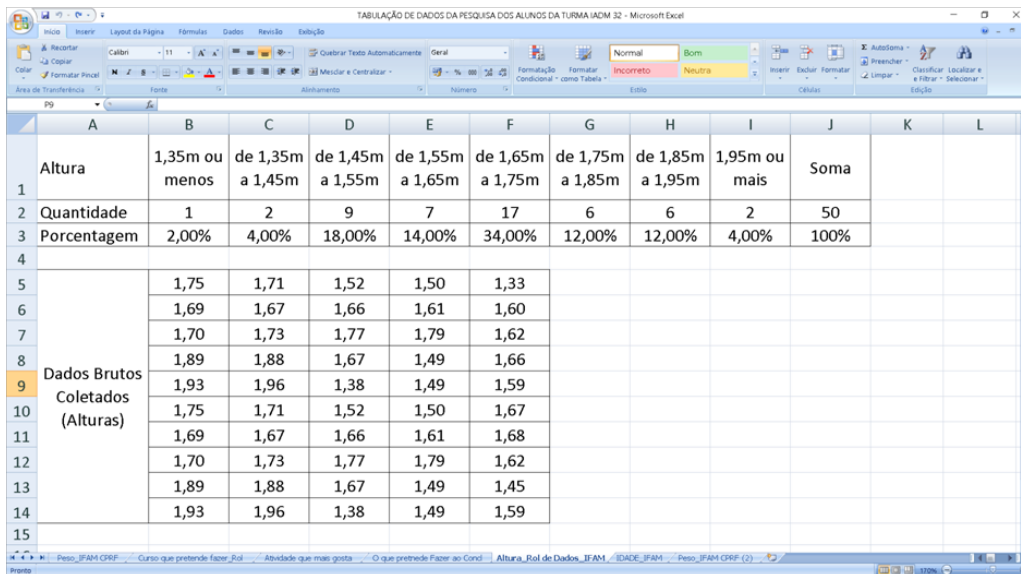 TABULAÇÃO DE DADOS DA PESQUISA DOS ALUNOS DA TURMA IADM 32 - Microsoft Excel
Início Inserir Layout da Página Fórmulas Dados Revisão Exibição
Colar
Recortar
Copiar
Formatar Pincel
Área de Transferência
Calibri 11
N I S
Fonte
Quebrar Texto Automaticamente
Mesclar e Centralizar
Alinhamento
Geral
% 000
Número
Formatação Condicional
Formatar como Tabela
Normal Bom
Incorreto Neutra
Estilo
Inserir Excluir Formatar
Células
Σ AutoSoma
Preencher
Limpar
Classificar e Filtrar
Localizar e Selecionar
Edição
P9 fx
A B C D E F G H I J K L
1 Altura 1,35m ou menos de 1,35m a 1,45m de 1,45m a 1,55m de 1,55m a 1,65m de 1,65m a 1,75m de 1,75m a 1,85m de 1,85m a 1,95m 1,95m ou mais Soma
2 Quantidade 1 2 9 7 17 6 6 2 50
3 Porcentagem 2,00% 4,00% 18,00% 14,00% 34,00% 12,00% 12,00% 4,00% 100%
4
Dados Brutos
Coletados
(Alturas)
5 1,75 1,71 1,52 1,50 1,33
6 1,69 1,67 1,66 1,61 1,60
7 1,70 1,73 1,77 1,79 1,62
8 1,89 1,88 1,67 1,49 1,66
9 1,93 1,96 1,38 1,49 1,59
10 1,75 1,71 1,52 1,50 1,67
11 1,69 1,67 1,66 1,61 1,68
12 1,70 1,73 1,77 1,79 1,62
13 1,89 1,88 1,67 1,49 1,45
14 1,93 1,96 1,38 1,49 1,59
15
Peso_IFAM CPRF Curso que pretende fazer_Rol Atividade que mais gosta O que pretnede Fazer ao Cond Altura_Rol de Dados_IFAM IDADE_IFAM Peso_IFAM CPRF (2)
Pronto 170%